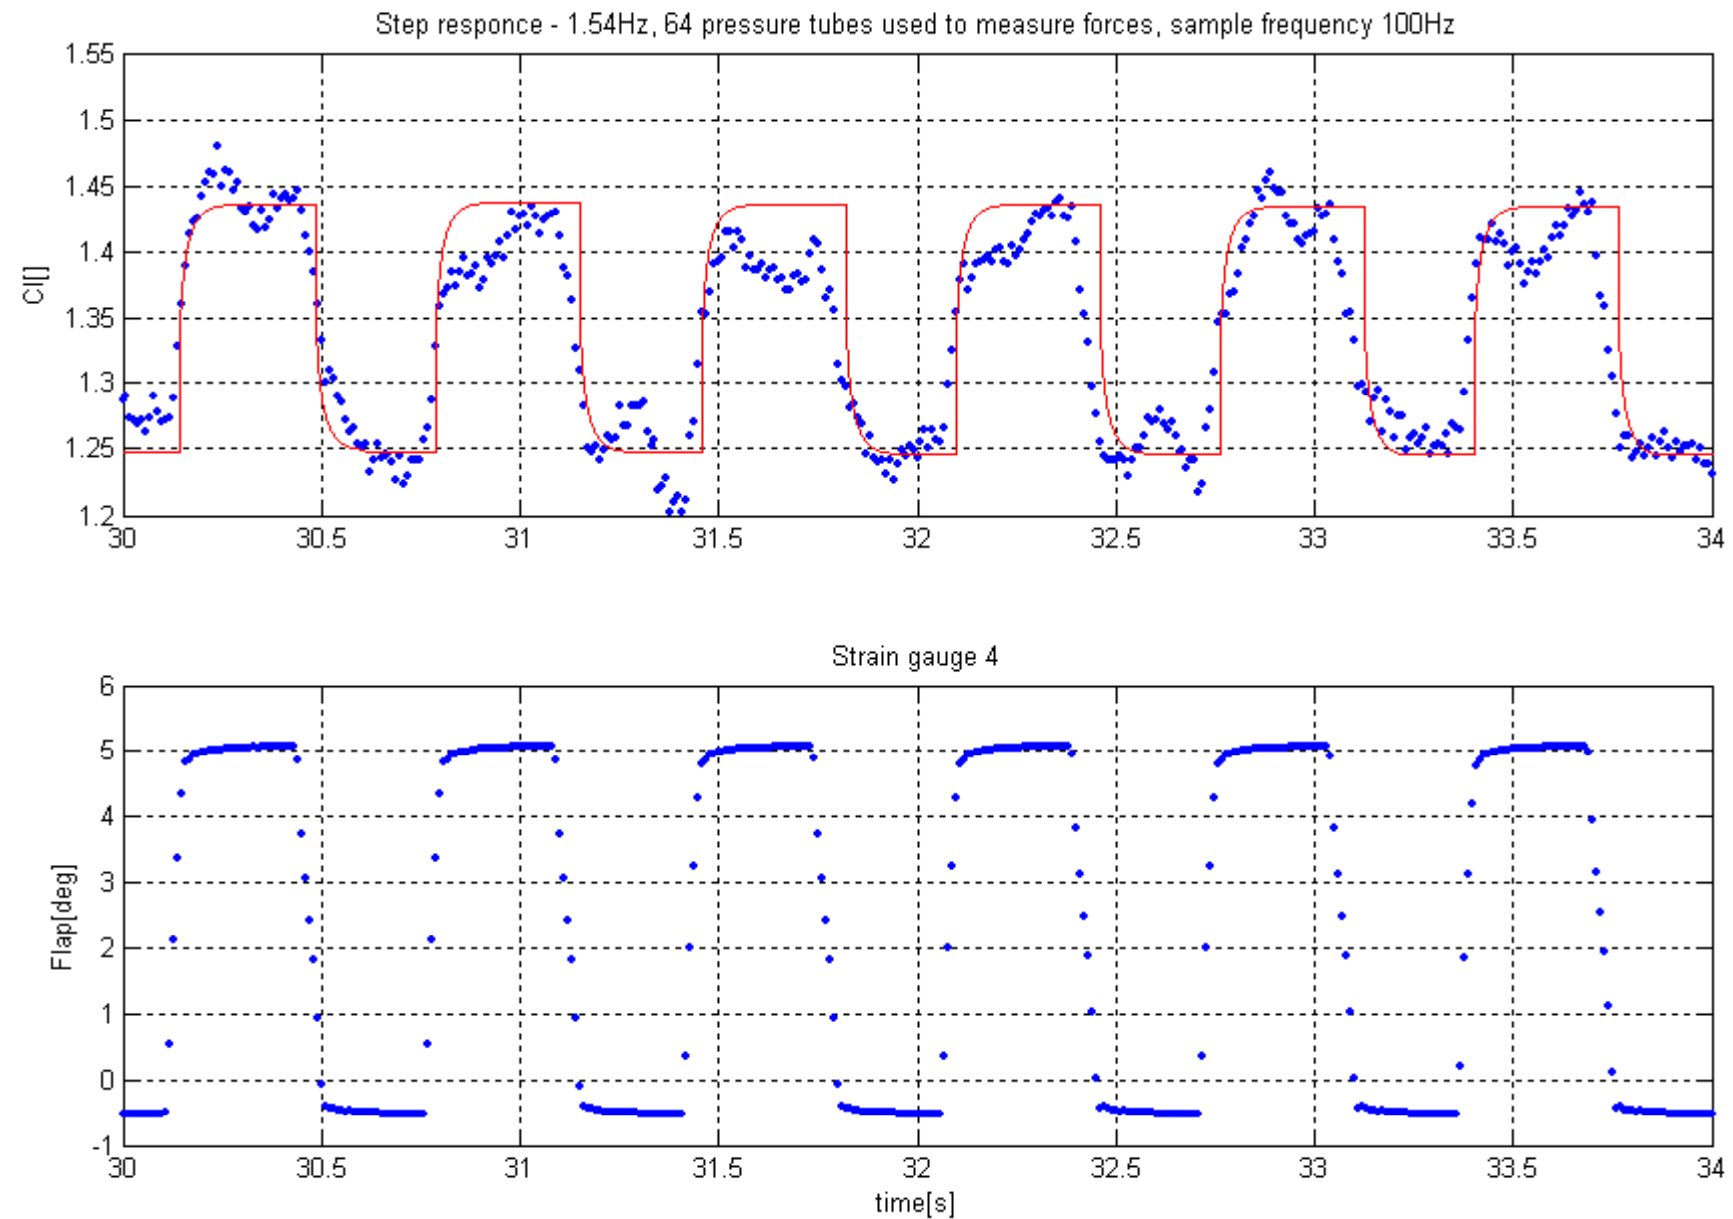 Step responce - 1.54Hz, 64 pressure tubes used to measure forces, sample frequency 100Hz
1.55
1.5
1.45
1.4
1.35
1.3
1.25
1.2
Cl[]
30 30.5 31 31.5 32 32.5 33 33.5 34
Strain gauge 4
6
5
4
3
2
1
0
-1
Flap[deg]
30 30.5 31 31.5 32 32.5 33 33.5 34
time[s]